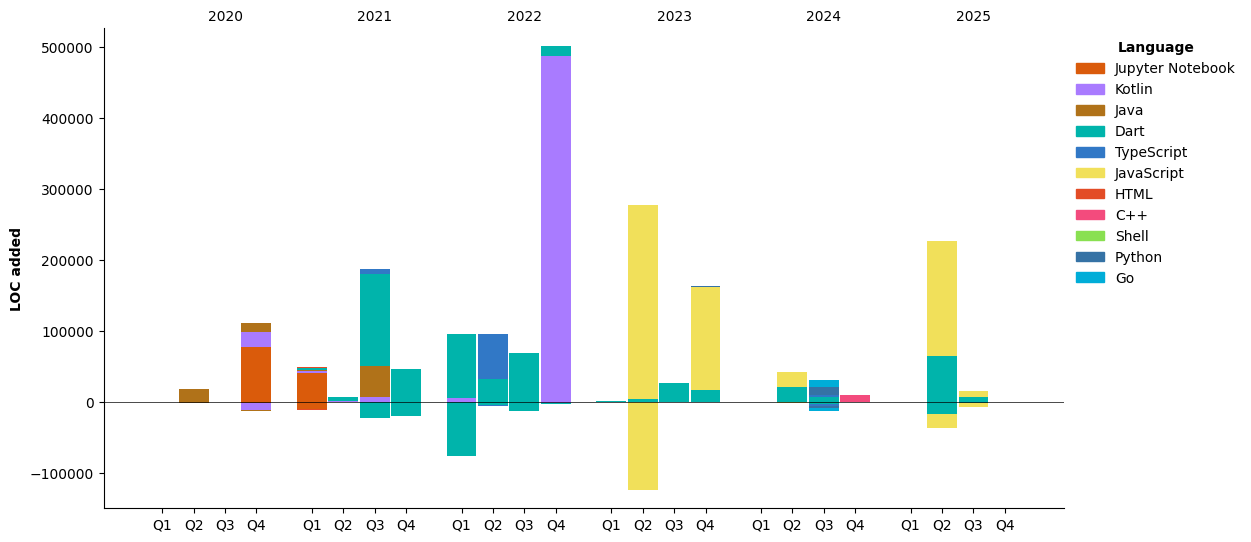 2020 2021 2022 2023 2024 2025
500000
400000
300000
200000
100000
0
−100000
LOC added
Q1 Q2 Q3 Q4 Q1 Q2 Q3 Q4 Q1 Q2 Q3 Q4 Q1 Q2 Q3 Q4 Q1 Q2 Q3 Q4 Q1 Q2 Q3 Q4
Language
Jupyter Notebook
Kotlin
Java
Dart
TypeScript
JavaScript
HTML
C++
Shell
Python
Go